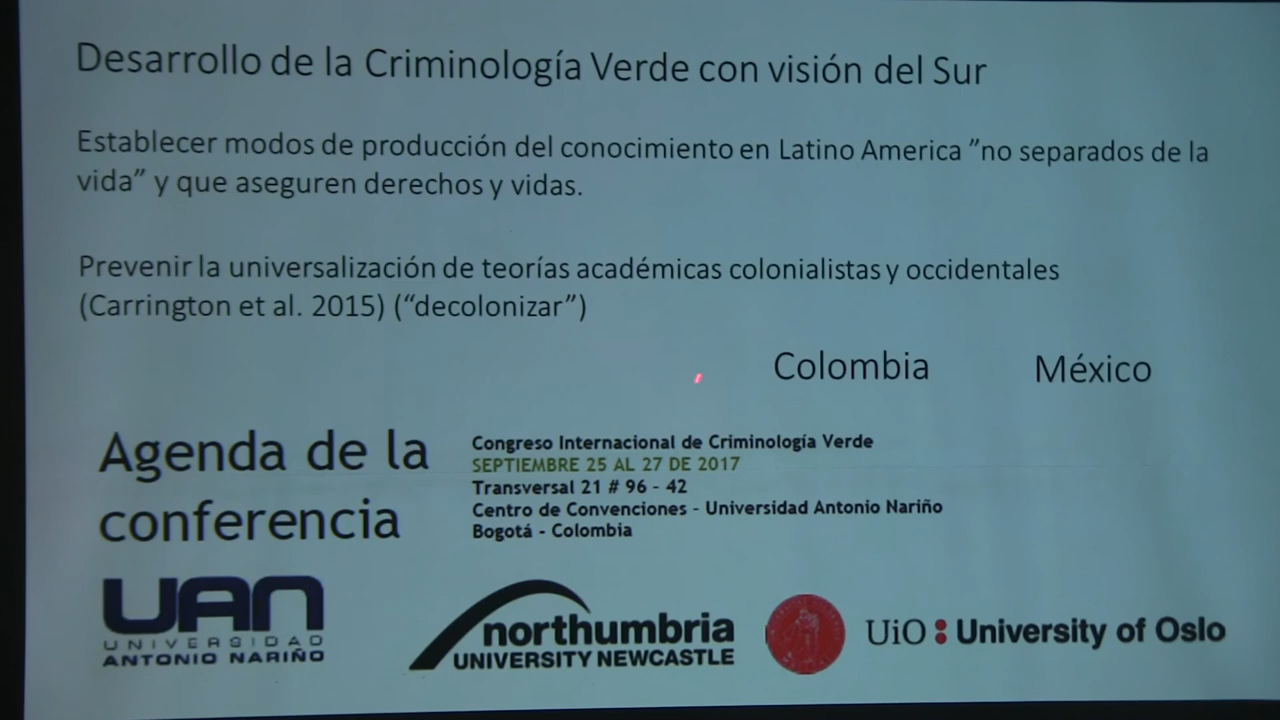 Desarrollo de la Criminología Verde con visión del Sur
Establecer modos de producción del conocimiento en Latino America ”no separados de la
vida” y que aseguren derechos y vidas.
Prevenir la universalización de teorías académicas colonialistas y occidentales
(Carrington et al. 2015) (“decolonizar”)
Colombia México
Agenda de la
conferencia
Congreso Internacional de Criminología Verde
SEPTIEMBRE 25 AL 27 DE 2017
Transversal 21 # 96 - 42
Centro de Convenciones - Universidad Antonio Nariño
Bogotá - Colombia
UAN
UNIVERSIDAD
ANTONIO NARIÑO
northumbria
UNIVERSITY NEWCASTLE
UiO : University of Oslo